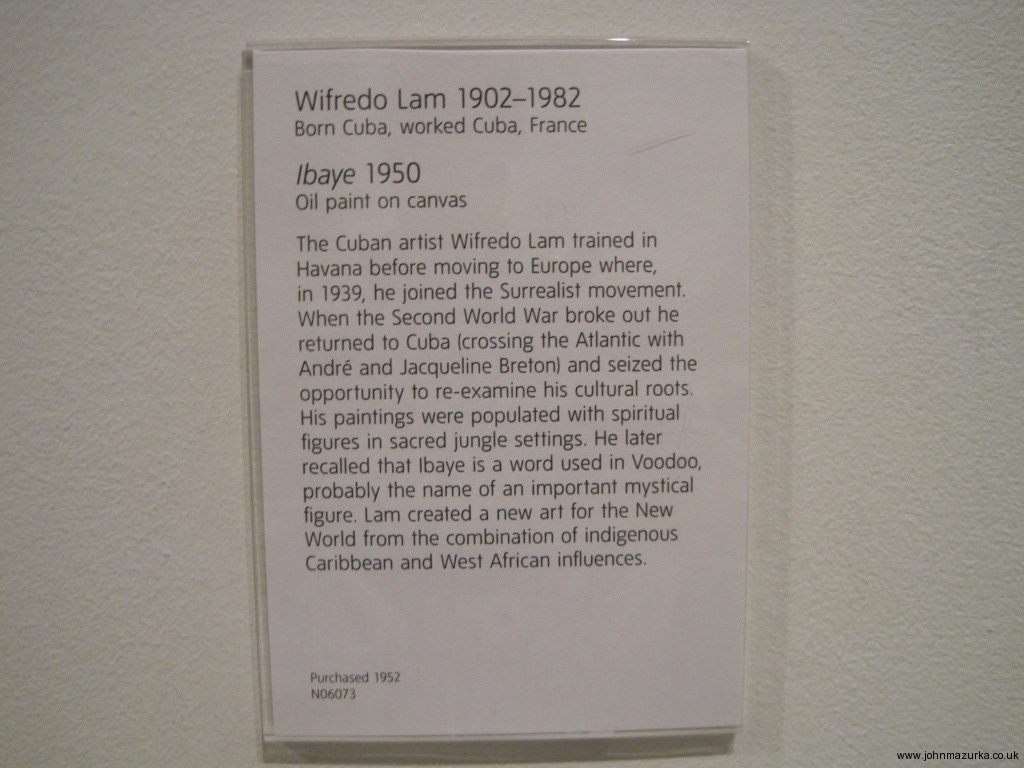 Wifredo Lam 1902–1982
Born Cuba, worked Cuba, France
Ibaye 1950
Oil paint on canvas
The Cuban artist Wifredo Lam trained in
Havana before moving to Europe where,
in 1939, he joined the Surrealist movement.
When the Second World War broke out he
returned to Cuba (crossing the Atlantic with
André and Jacqueline Breton) and seized the
opportunity to re-examine his cultural roots.
His paintings were populated with spiritual
figures in sacred jungle settings. He later
recalled that Ibaye is a word used in Voodoo,
probably the name of an important mystical
figure. Lam created a new art for the New
World from the combination of indigenous
Caribbean and West African influences.
Purchased 1952
N06073
www.johnmazurka.co.uk